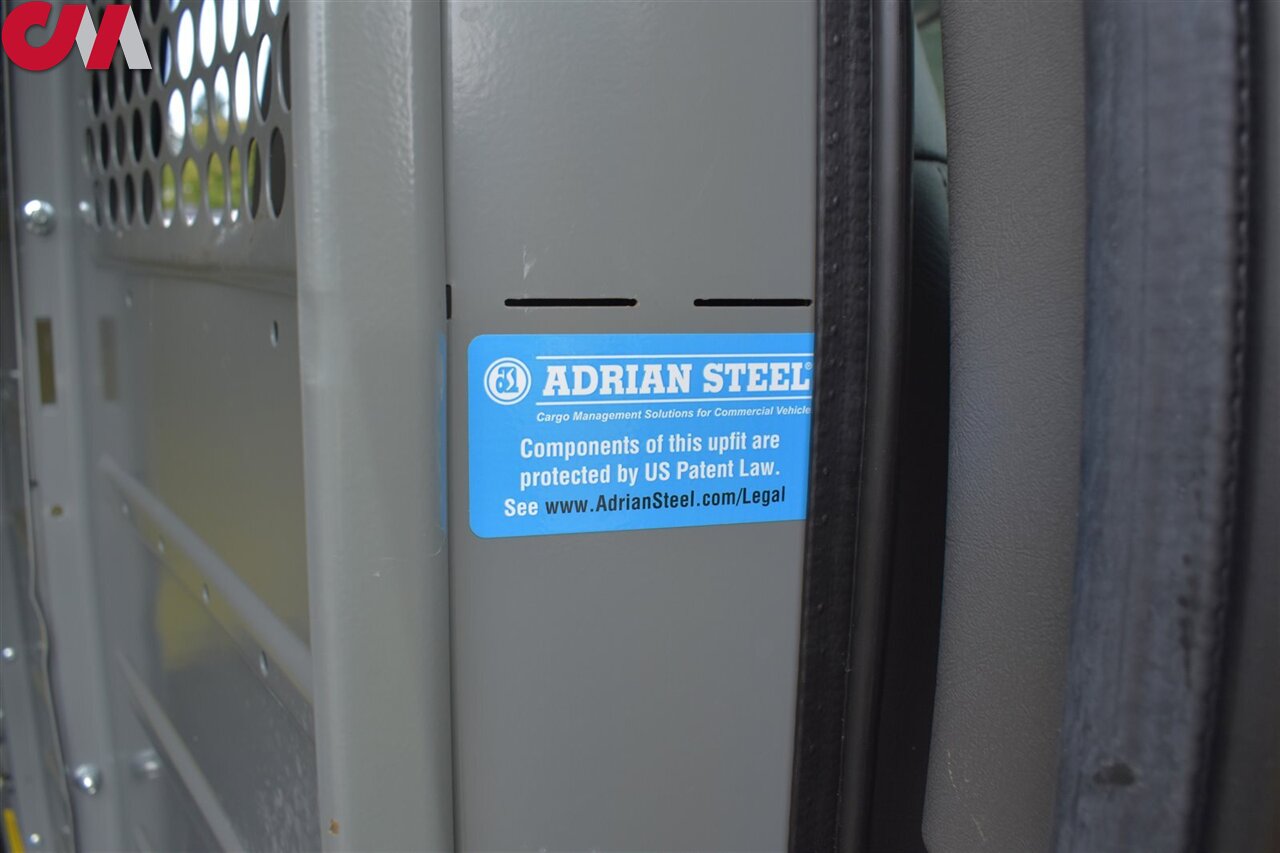 CM
ADRIAN STEEL®
Cargo Management Solutions for Commercial Vehicle
Components of this upfit are
protected by US Patent Law.
See www.AdrianSteel.com/Legal